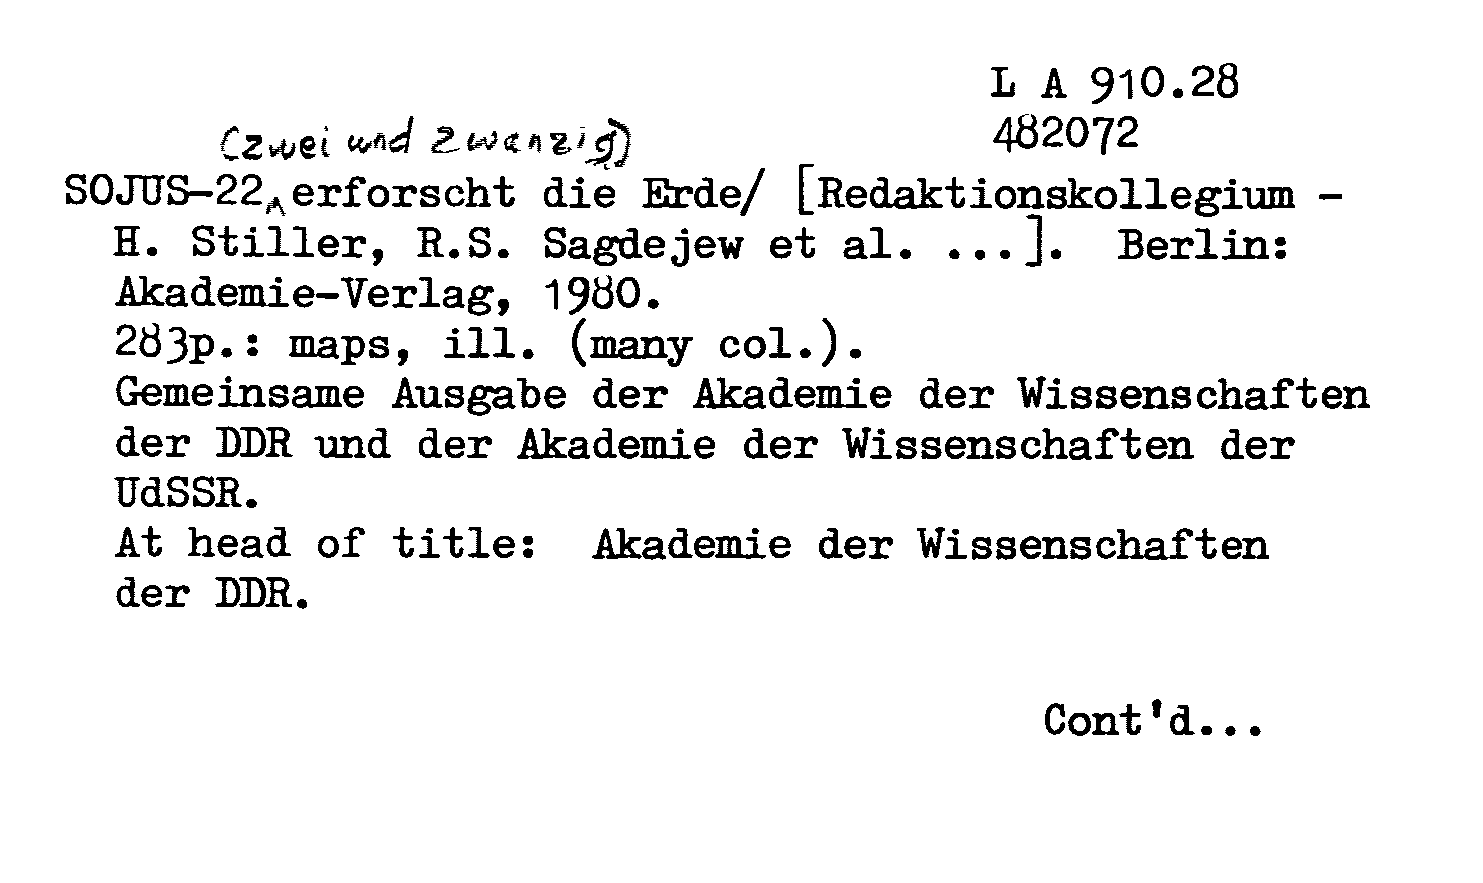 L A 910.28
482072
(zwei und zwanzig)
SOJUS-22 erforscht die Erde/ [Redaktionskollegium -
H. Stiller, R.S. Sagdejew et al. ...]. Berlin:
Akademie-Verlag, 1980.
283p.: maps, ill. (many col.).
Gemeinsame Ausgabe der Akademie der Wissenschaften
der DDR und der Akademie der Wissenschaften der
UdSSR.
At head of title: Akademie der Wissenschaften
der DDR.
Cont'd...